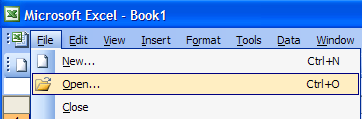 Microsoft Excel - Book1
File Edit View Insert Format Tools Data Window
New... Ctrl+N
Open... Ctrl+O
Close